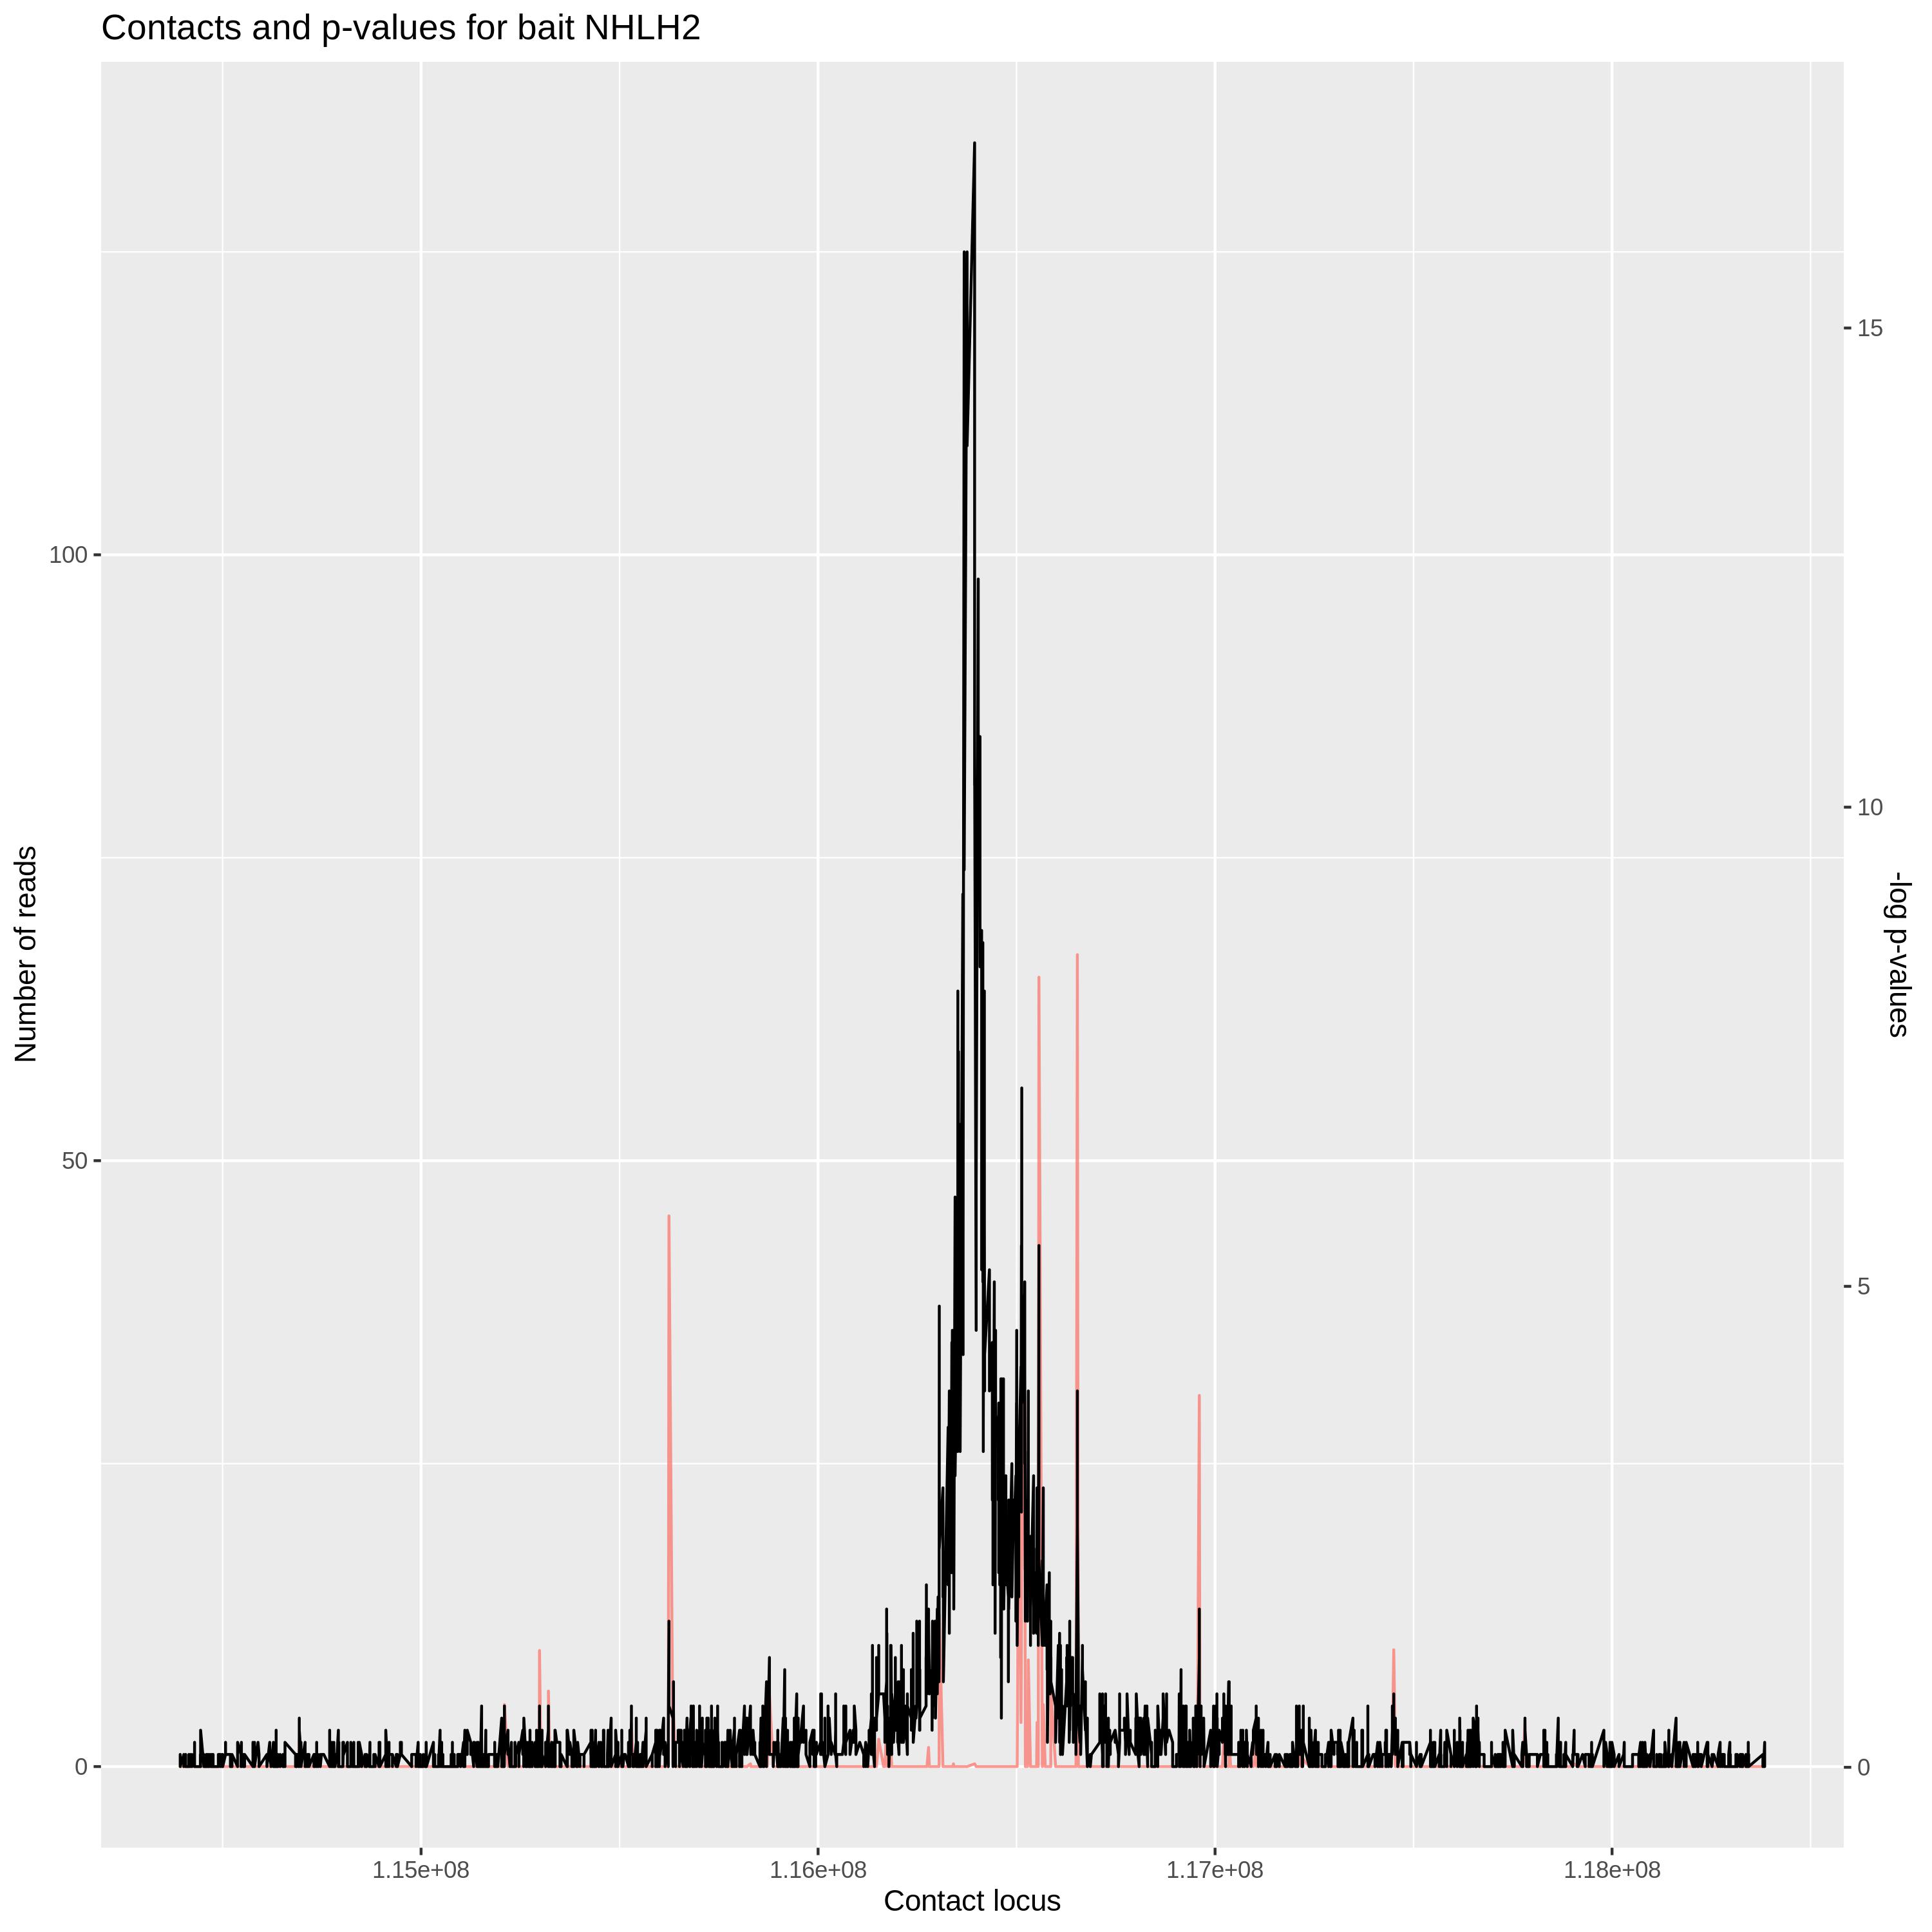 Contacts and p-values for bait NHLH2
Number of reads
100
50
0
15
10
5
0
-log p-values
1.15e+08
1.16e+08
1.17e+08
1.18e+08
Contact locus